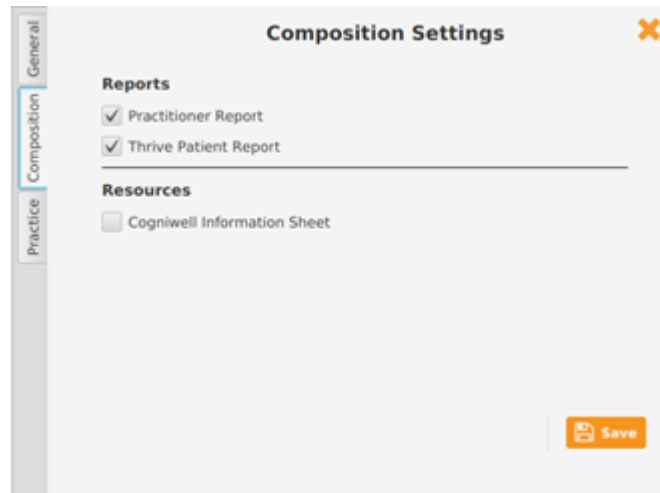 General
Composition
Practice
Composition Settings
Reports
Practitioner Report
Thrive Patient Report
Resources
Cogniwell Information Sheet
Save